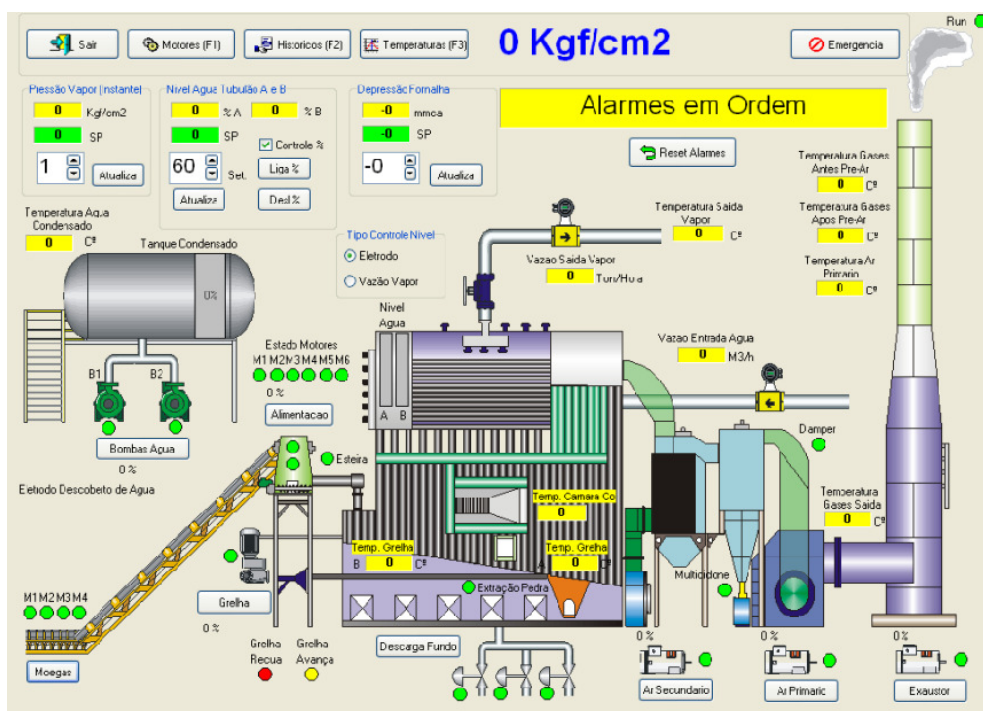 Run
Sair
Motores (F1)
Historicos (F2)
Temperaturas (F3)
0 Kgf/cm2
Emergencia
Pressão Vapor (Instante)
0 Kgf/cm2
0 SP
1
Atualiza
Nivel Agua Tubulão A e B
0 % A 0 % B
0 SP
Controle %
60 Set.
Liga %
Atualiza
Desl %
Depressão Fornalha
-0 mmca
-0 SP
-0
Atualiza
Alarmes em Ordem
Reset Alarmes
Temperatura Gases
Antes Pre-Ar
0 Cº
Temperatura Gases
Apos Pre-Ar
0 Cº
Temperatura Ar
Primario
0 Cº
Temperatura Agua
Condensado
0 Cº
Tanque Condensado
0%
Tipo Controle Nivel
Eletrodo
Vazão Vapor
Temperatura Saida
Vapor
0 Cº
Vazao Saida Vapor
0 Ton/Hora
Nivel
Agua
A B
Estado Motores
M1 M2 M3 M4 M5 M6
0 %
Alimentacao
Vazao Entrada Agua
0 M3/h
B1 B2
Bombas Agua
0 %
Eletrodo Descoberto de Agua
Esteira
Damper
Temp. Camara Co
0
Temperatura
Gases Saida
0 Cº
Temp. Grelha
B 0 Cº
Temp. Grelha
A 0 Cº
Extração Pedra
Multiciclone
M1 M2 M3 M4
Moegas
Grelha
0 %
Grelha
Recua
Grelha
Avança
Descarga Fundo
0 %
Ar Secundario
0 %
Ar Primario
0 %
Exaustor